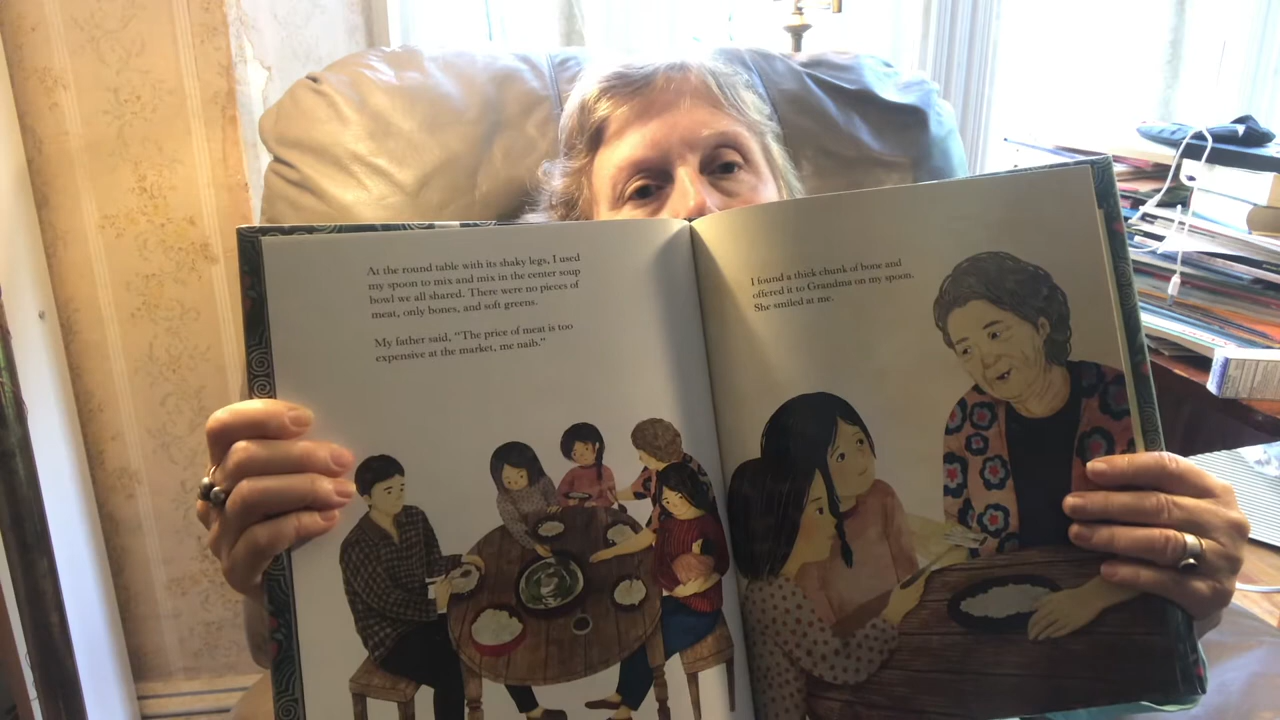 At the round table with its shaky legs, I used
my spoon to mix and mix in the center soup
bowl we all shared. There were no pieces of
meat, only bones, and soft greens.
My father said, “The price of meat is too
expensive at the market, me naib.”
I found a thick chunk of bone and
offered it to Grandma on my spoon.
She smiled at me.